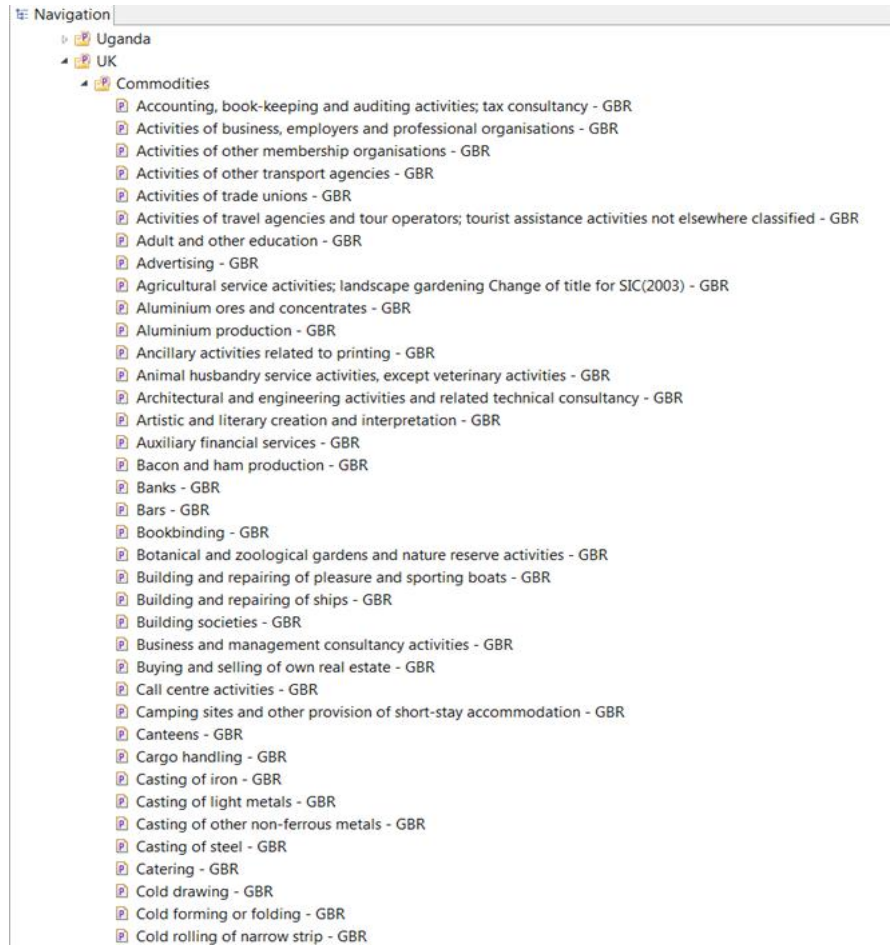 Navigation
Uganda
UK
Commodities
Accounting, book-keeping and auditing activities; tax consultancy - GBR
Activities of business, employers and professional organisations - GBR
Activities of other membership organisations - GBR
Activities of other transport agencies - GBR
Activities of trade unions - GBR
Activities of travel agencies and tour operators; tourist assistance activities not elsewhere classified - GBR
Adult and other education - GBR
Advertising - GBR
Agricultural service activities; landscape gardening Change of title for SIC(2003) - GBR
Aluminium ores and concentrates - GBR
Aluminium production - GBR
Ancillary activities related to printing - GBR
Animal husbandry service activities, except veterinary activities - GBR
Architectural and engineering activities and related technical consultancy - GBR
Artistic and literary creation and interpretation - GBR
Auxiliary financial services - GBR
Bacon and ham production - GBR
Banks - GBR
Bars - GBR
Bookbinding - GBR
Botanical and zoological gardens and nature reserve activities - GBR
Building and repairing of pleasure and sporting boats - GBR
Building and repairing of ships - GBR
Building societies - GBR
Business and management consultancy activities - GBR
Buying and selling of own real estate - GBR
Call centre activities - GBR
Camping sites and other provision of short-stay accommodation - GBR
Canteens - GBR
Cargo handling - GBR
Casting of iron - GBR
Casting of light metals - GBR
Casting of other non-ferrous metals - GBR
Casting of steel - GBR
Catering - GBR
Cold drawing - GBR
Cold forming or folding - GBR
Cold rolling of narrow strip - GBR